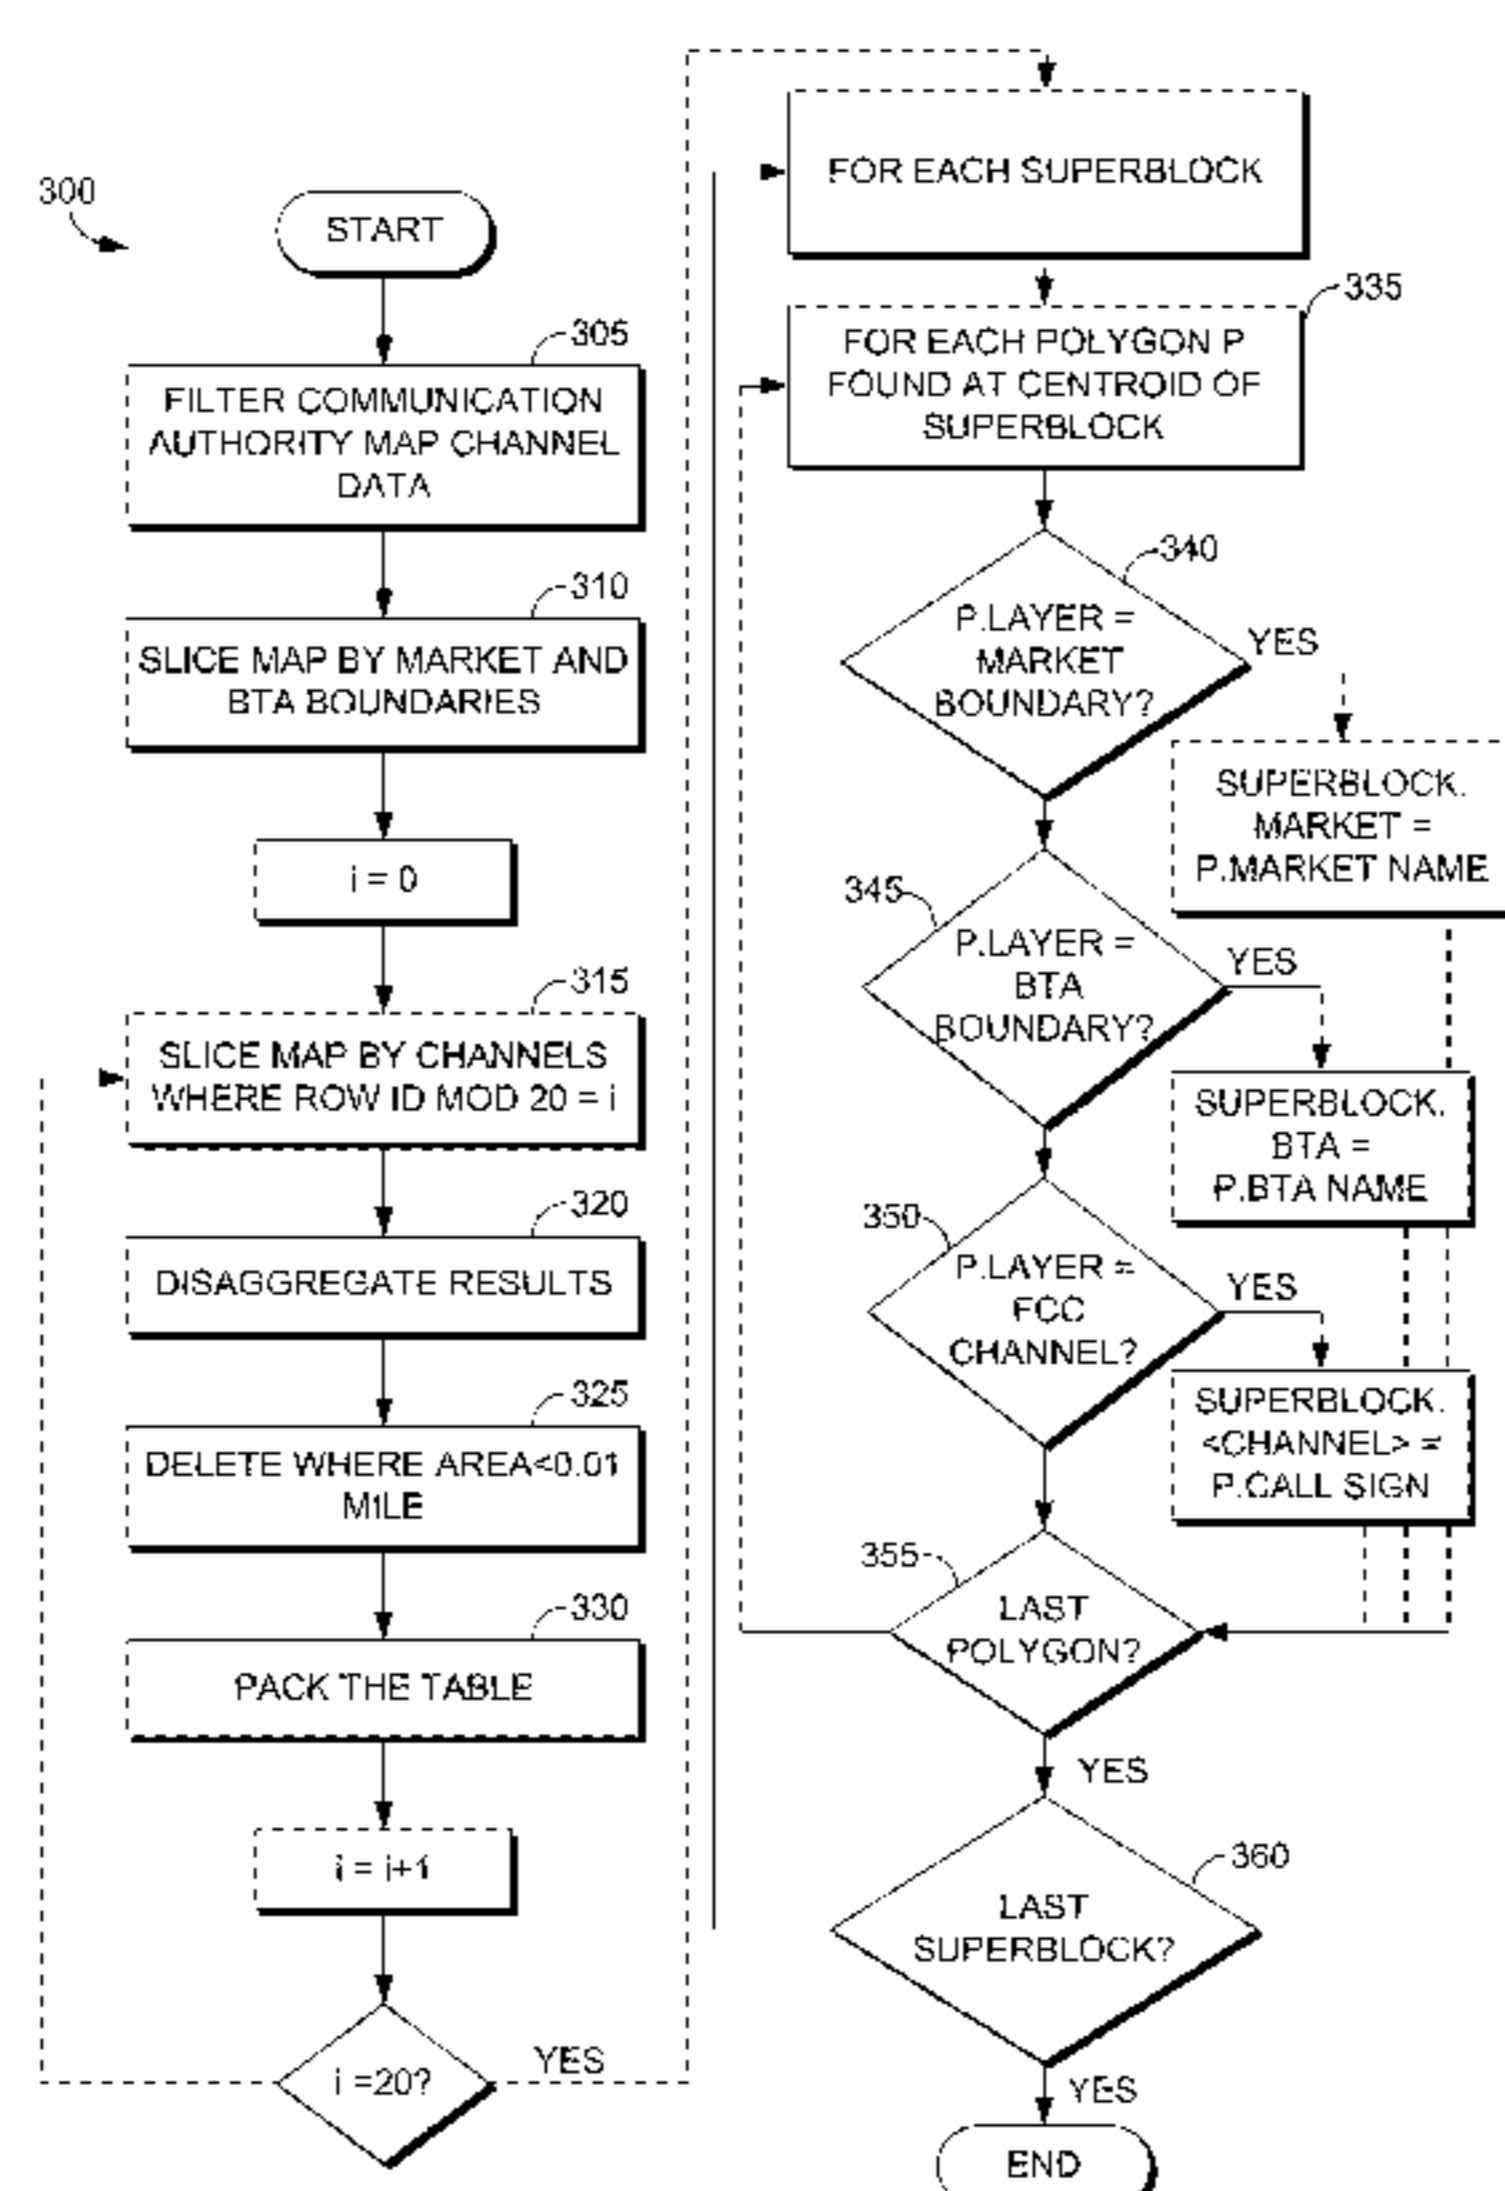 300
START
305
FILTER COMMUNICATION
AUTHORITY MAP CHANNEL
DATA
310
SLICE MAP BY MARKET AND
BTA BOUNDARIES
i = 0
315
SLICE MAP BY CHANNELS
WHERE ROW ID MOD 20 = i
320
DISAGGREGATE RESULTS
325
DELETE WHERE AREA<0.01
MILE
330
PACK THE TABLE
i = i+1
i =20?
YES
FOR EACH SUPERBLOCK
335
FOR EACH POLYGON P
FOUND AT CENTROID OF
SUPERBLOCK
340
P.LAYER =
MARKET
BOUNDARY?
YES
SUPERBLOCK.
MARKET =
P.MARKET NAME
345
P.LAYER =
BTA
BOUNDARY?
YES
SUPERBLOCK.
BTA =
P.BTA NAME
350
P.LAYER =
FCC
CHANNEL?
YES
SUPERBLOCK.
<CHANNEL> =
P.CALL SIGN
355
LAST
POLYGON?
YES
360
LAST
SUPERBLOCK?
YES
END